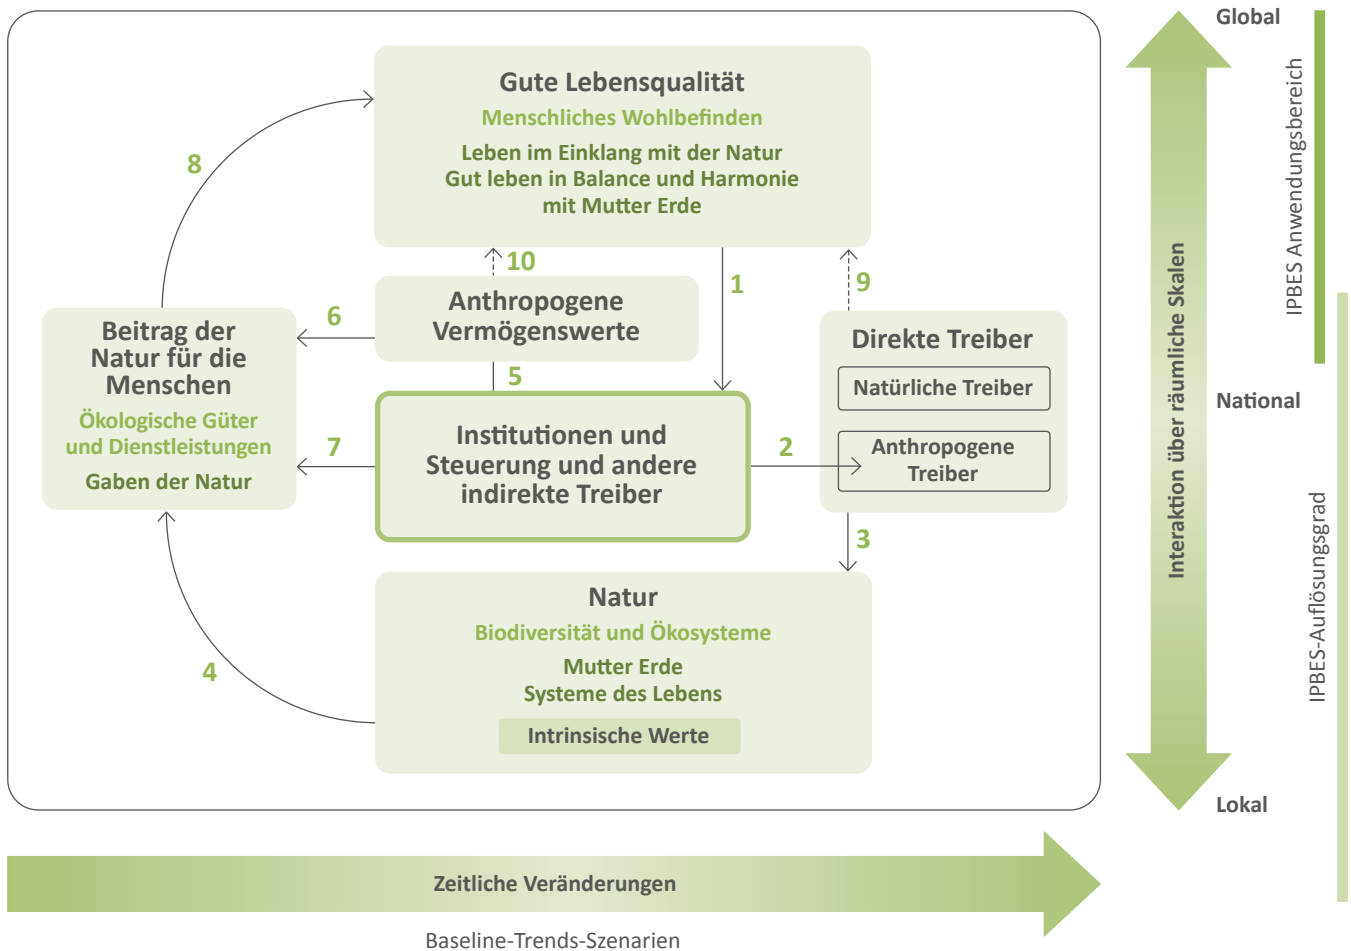 Gute Lebensqualität
Menschliches Wohlbefinden
Leben im Einklang mit der Natur
Gut leben in Balance und Harmonie
mit Mutter Erde
8
10
1
9
Anthropogene
Vermögenswerte
6
5
Beitrag der
Natur für die
Menschen
Ökologische Güter
und Dienstleistungen
Gaben der Natur
7
Institutionen und
Steuerung und andere
indirekte Treiber
2
Direkte Treiber
Natürliche Treiber
Anthropogene
Treiber
3
4
Natur
Biodiversität und Ökosysteme
Mutter Erde
Systeme des Lebens
Intrinsische Werte
Interaktion über räumliche Skalen
Global
National
Lokal
IPBES Anwendungsbereich
IPBES-Auflösungsgrad
Zeitliche Veränderungen
Baseline-Trends-Szenarien